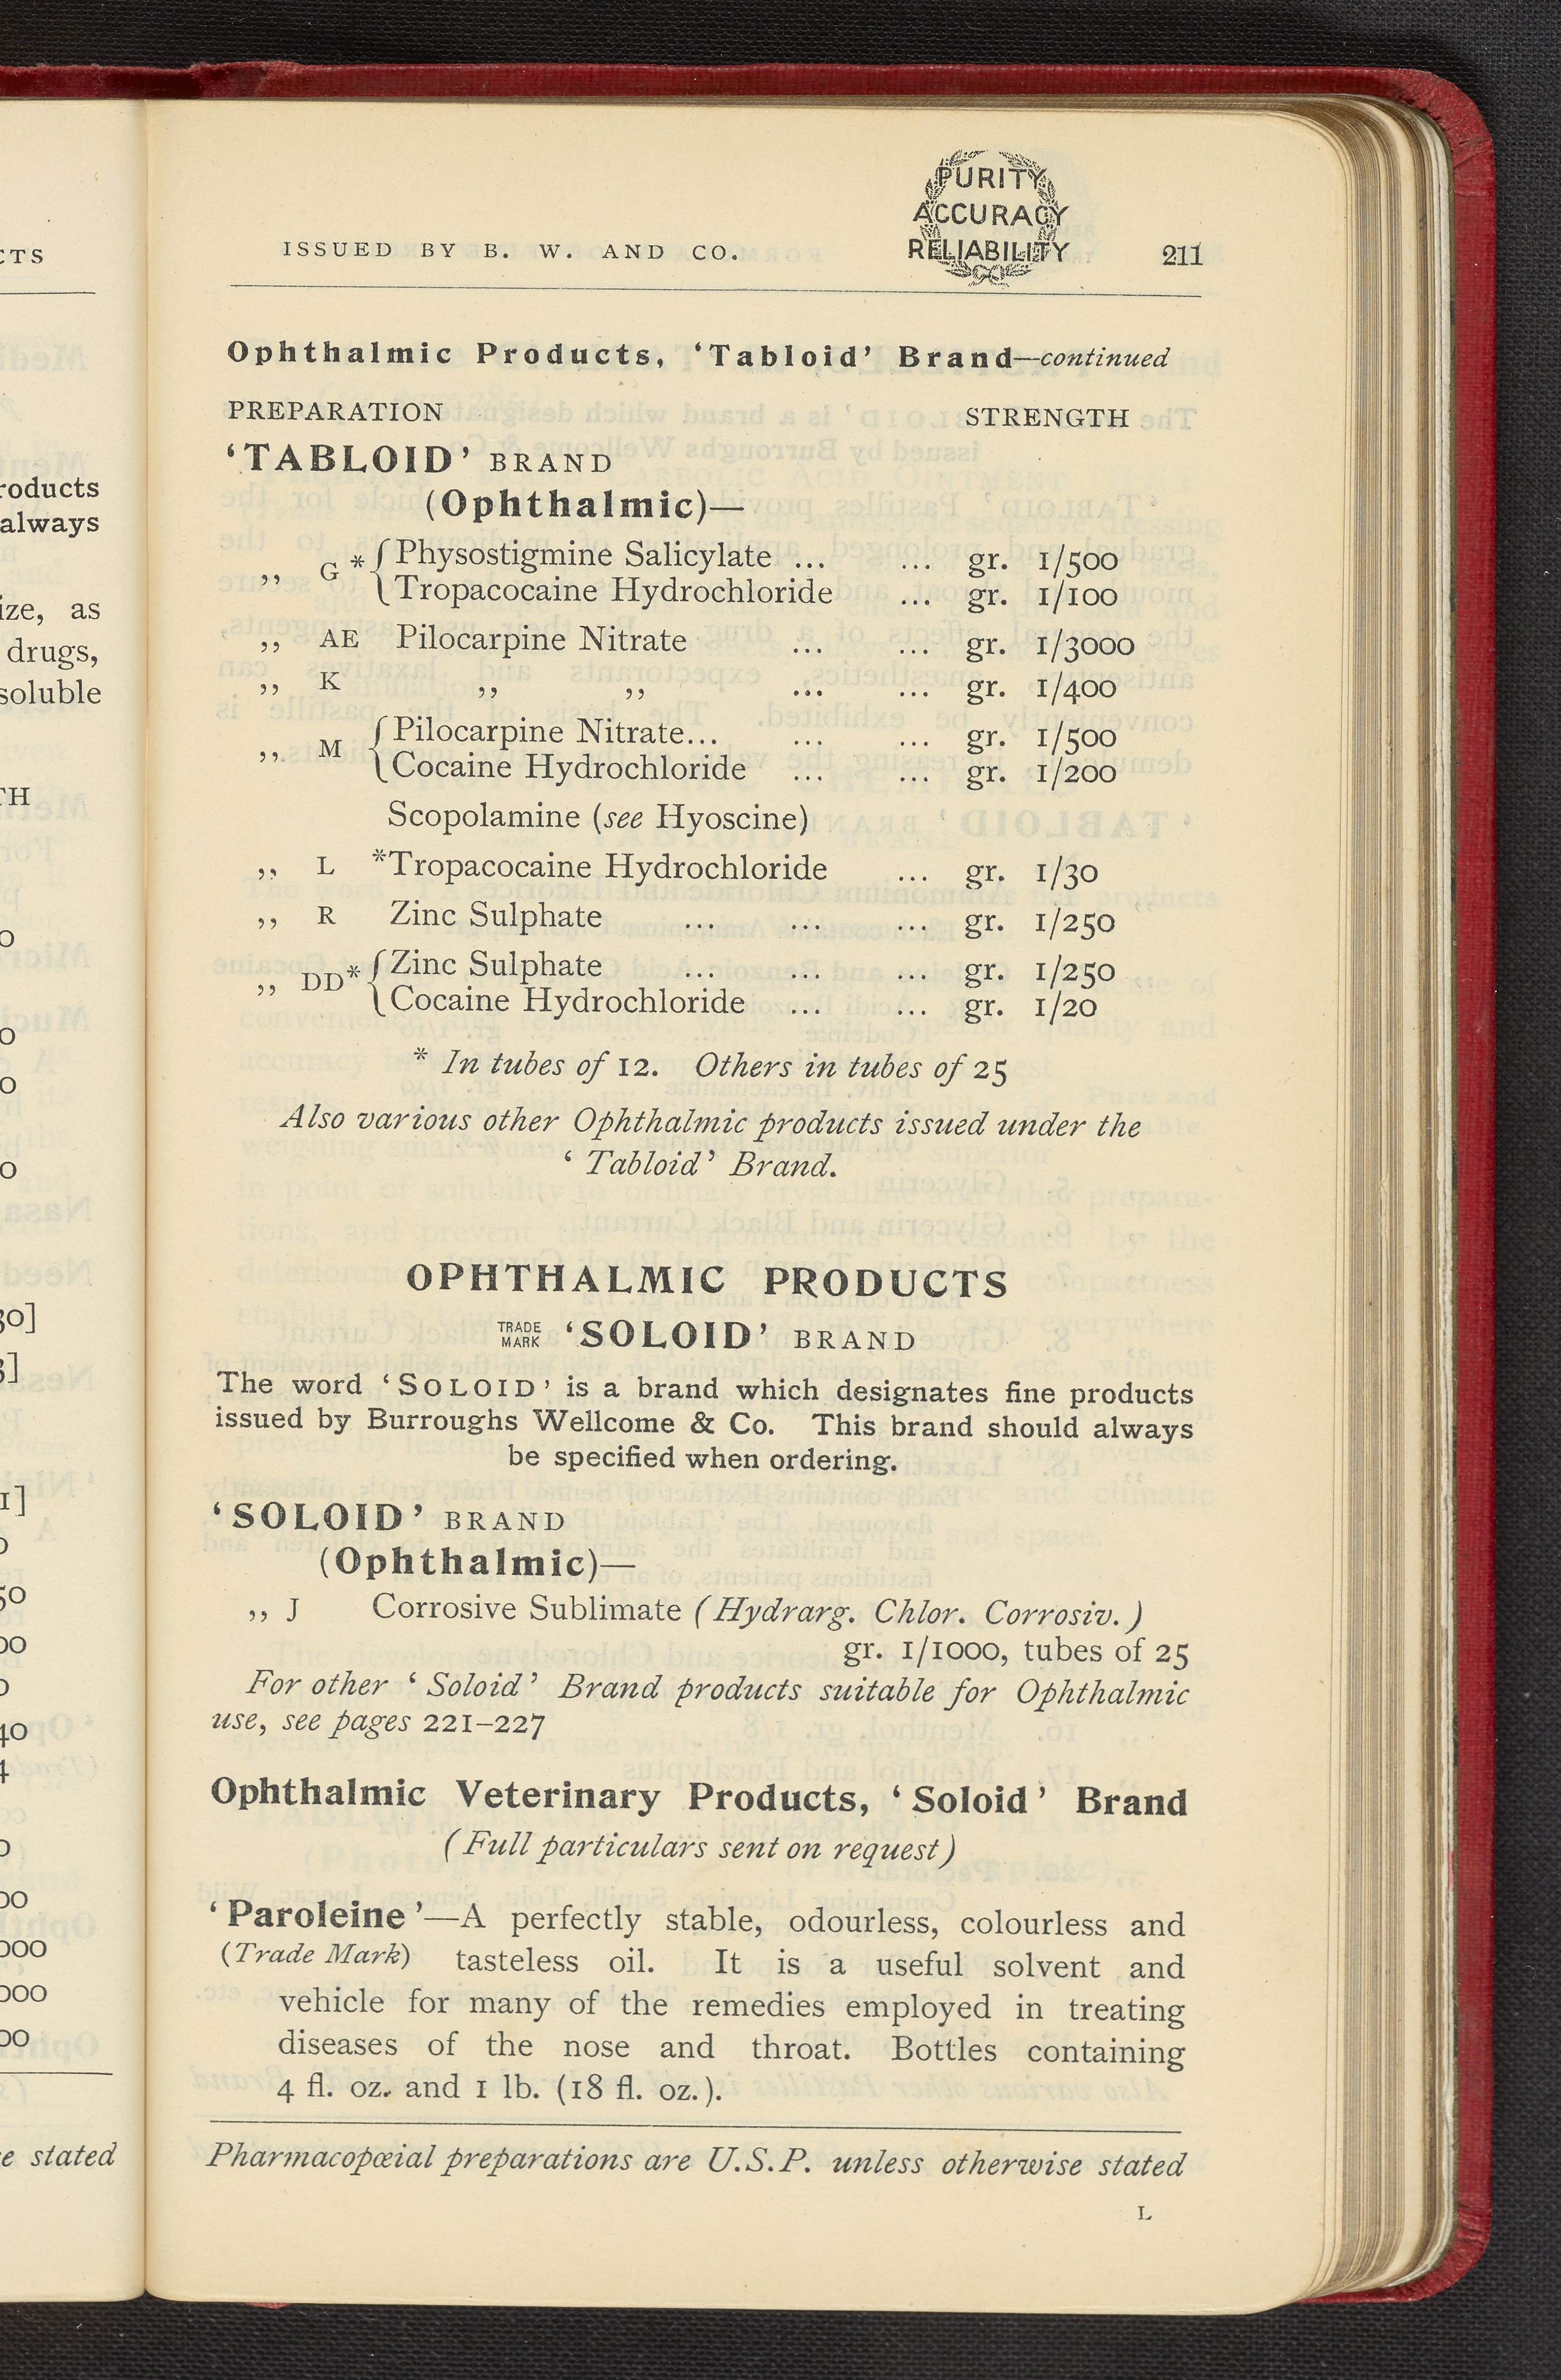 CTS
roducts
always
ize, as
drugs,
soluble
TH
e stated
PURITY
ACCURACY
RELIABILITY
ISSUED BY B. W. AND CO. 211
Ophthalmic Products, ‘Tabloid’ Brand—continued
PREPARATION STRENGTH
‘TABLOID’ BRAND
(Ophthalmic)—
,, G * { Physostigmine Salicylate ... ... gr. 1/500
Tropacocaine Hydrochloride ... gr. 1/100
,, AE Pilocarpine Nitrate ... ... gr. 1/3000
,, K ,, ,, ... ... gr. 1/400
,, M { Pilocarpine Nitrate... ... ... gr. 1/500
Cocaine Hydrochloride ... ... gr. 1/200
Scopolamine (see Hyoscine)
,, L *Tropacocaine Hydrochloride ... gr. 1/30
,, R Zinc Sulphate ... ... ... gr. 1/250
,, DD* { Zinc Sulphate ... ... ... gr. 1/250
Cocaine Hydrochloride ... ... gr. 1/20
* In tubes of 12. Others in tubes of 25
Also various other Ophthalmic products issued under the
‘Tabloid’ Brand.
OPHTHALMIC PRODUCTS
TRADE MARK ‘SOLOID’ BRAND
The word ‘SOLOID’ is a brand which designates fine products
issued by Burroughs Wellcome & Co. This brand should always
be specified when ordering.
‘SOLOID’ BRAND
(Ophthalmic)—
,, J Corrosive Sublimate (Hydrarg. Chlor. Corrosiv.)
gr. 1/1000, tubes of 25
For other ‘Soloid’ Brand products suitable for Ophthalmic
use, see pages 221–227
Ophthalmic Veterinary Products, ‘Soloid’ Brand
(Full particulars sent on request)
‘Paroleine’—A perfectly stable, odourless, colourless and
(Trade Mark) tasteless oil. It is a useful solvent and
vehicle for many of the remedies employed in treating
diseases of the nose and throat. Bottles containing
4 fl. oz. and 1 lb. (18 fl. oz.).
Pharmacopœial preparations are U.S.P. unless otherwise stated
L